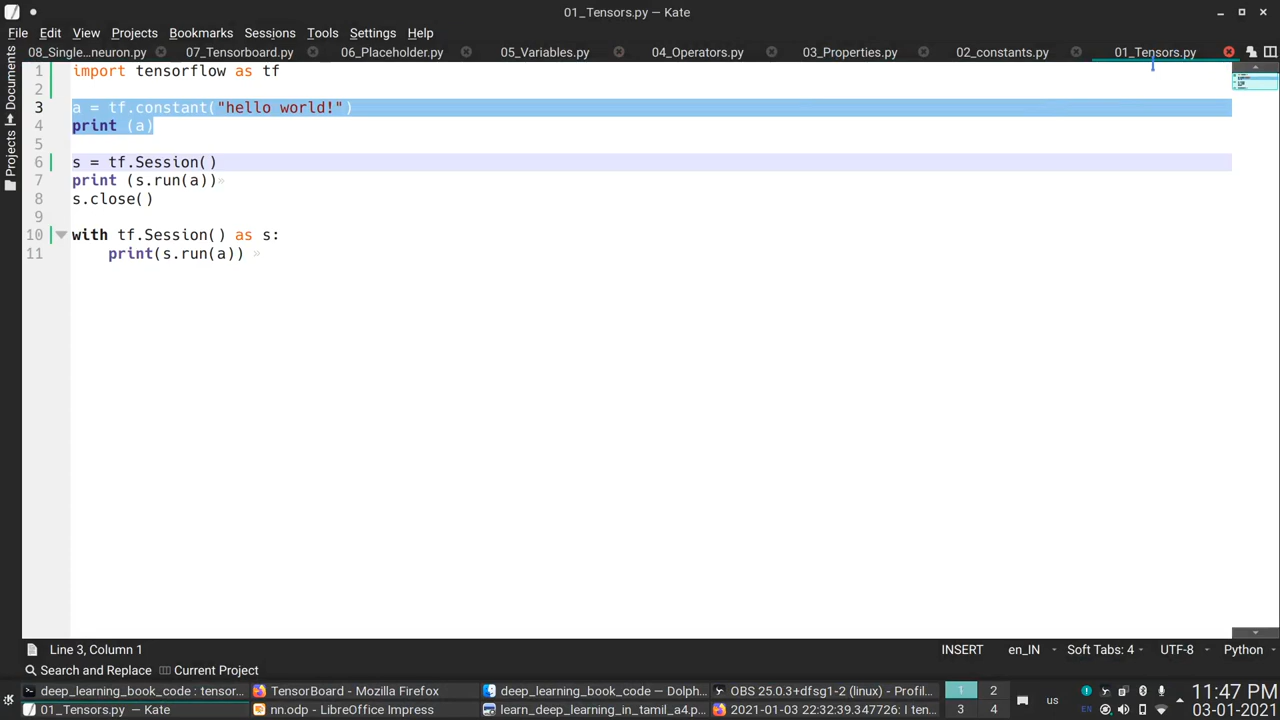 01_Tensors.py — Kate
File Edit View Projects Bookmarks Sessions Tools Settings Help
08_Single...neuron.py 07_Tensorboard.py 06_Placeholder.py 05_Variables.py 04_Operators.py 03_Properties.py 02_constants.py 01_Tensors.py
Documents
Projects
1 import tensorflow as tf
2
3 a = tf.constant("hello world!")
4 print (a)
5
6 s = tf.Session()
7 print (s.run(a))»
8 s.close()
9
10 with tf.Session() as s:
11 print(s.run(a)) »
Line 3, Column 1 INSERT en_IN Soft Tabs: 4 UTF-8 Python
Search and Replace Current Project
deep_learning_book_code : tensor... TensorBoard - Mozilla Firefox deep_learning_book_code — Dolph... OBS 25.0.3+dfsg1-2 (linux) - Profil... 1 2
01_Tensors.py — Kate nn.odp - LibreOffice Impress learn_deep_learning_in_tamil_a4.p... 2021-01-03 22:32:39.347726: I ten... 3 4
us
EN
11:47 PM
03-01-2021